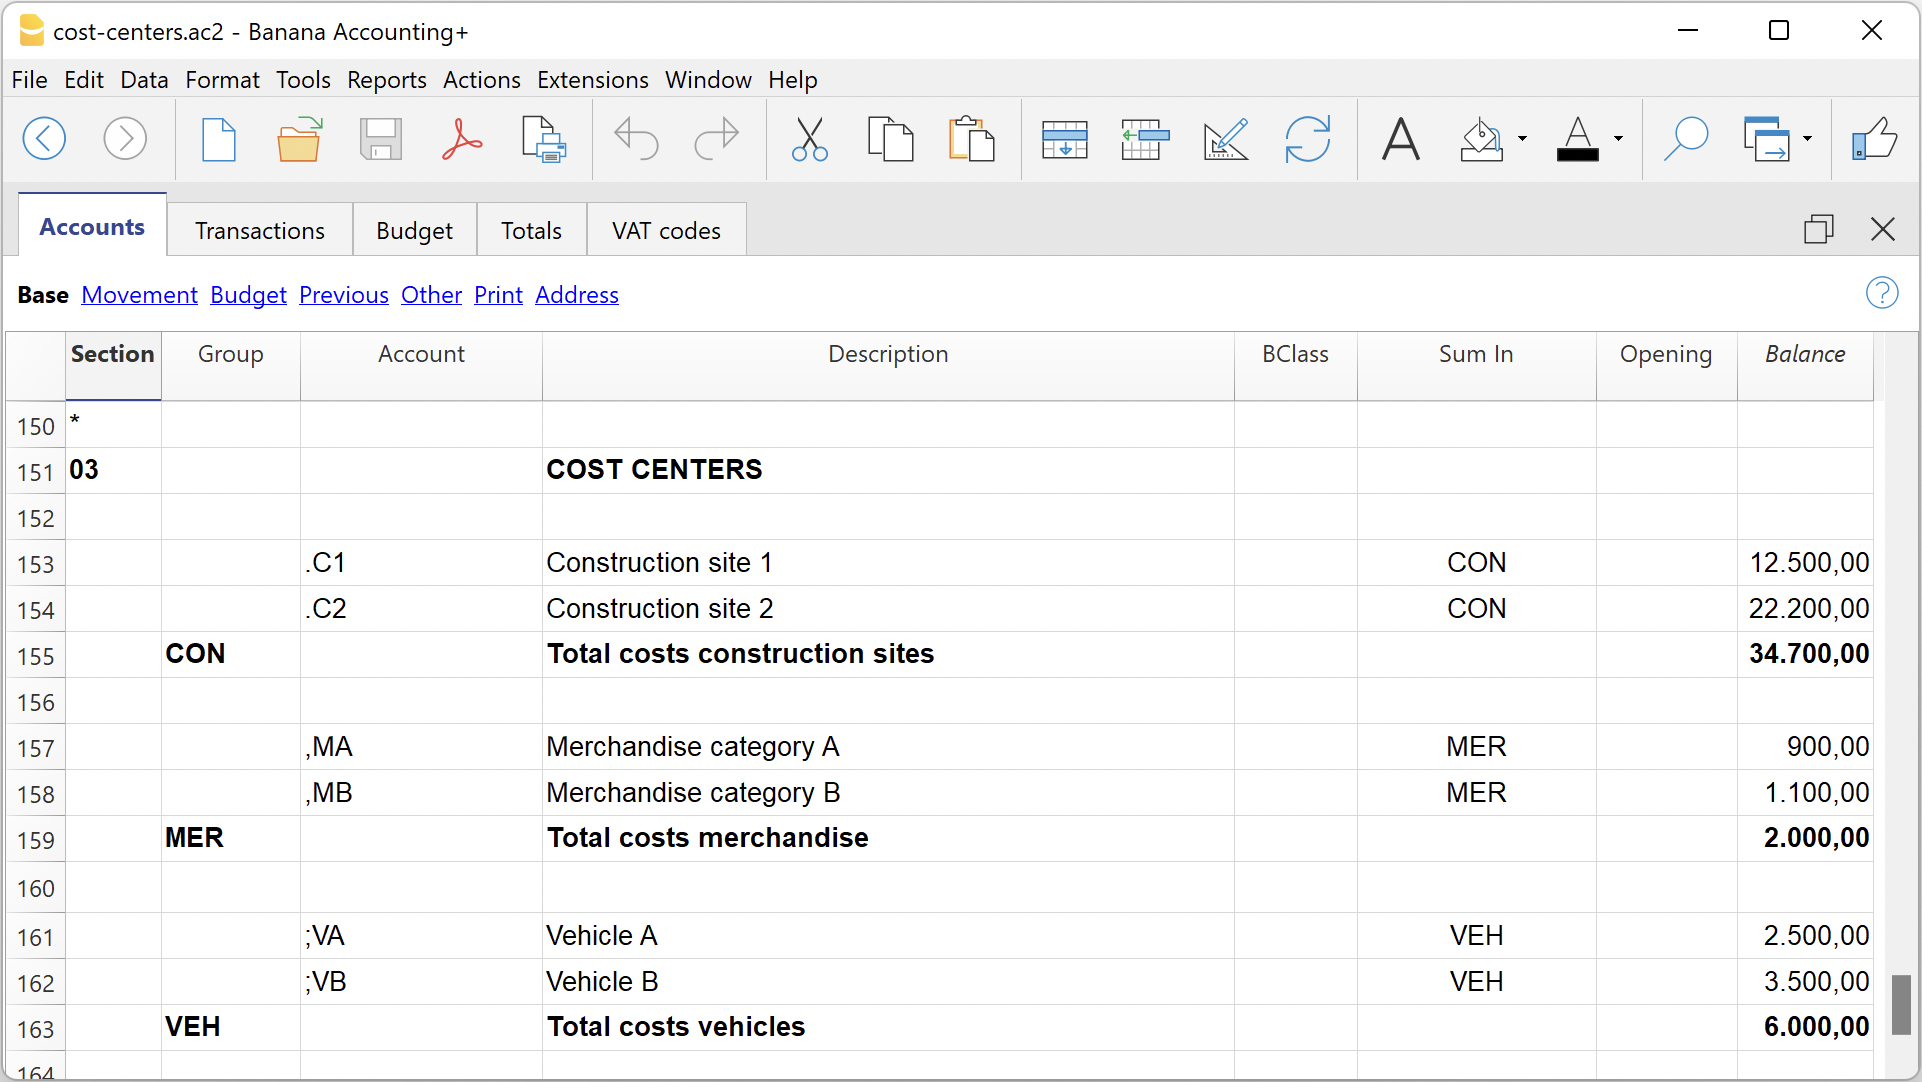 cost-centers.ac2 - Banana Accounting+
File Edit Data Format Tools Reports Actions Extensions Window Help
Accounts Transactions Budget Totals VAT codes
Base Movement Budget Previous Other Print Address
Section Group Account Description BClass Sum In Opening Balance
150 *
151 03 COST CENTERS
152
153 .C1 Construction site 1 CON 12.500,00
154 .C2 Construction site 2 CON 22.200,00
155 CON Total costs construction sites 34.700,00
156
157 ,MA Merchandise category A MER 900,00
158 ,MB Merchandise category B MER 1.100,00
159 MER Total costs merchandise 2.000,00
160
161 ;VA Vehicle A VEH 2.500,00
162 ;VB Vehicle B VEH 3.500,00
163 VEH Total costs vehicles 6.000,00
164